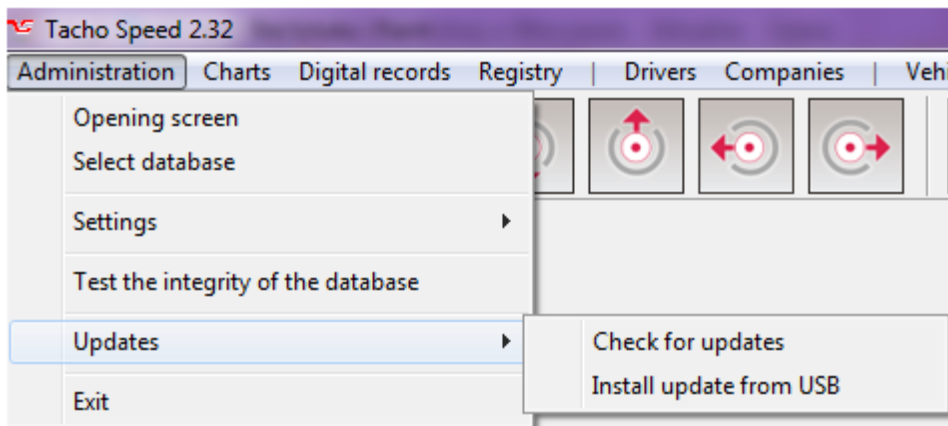 Tacho Speed 2.32
Administration Charts Digital records Registry | Drivers Companies |
Opening screen
Select database
Settings
Test the integrity of the database
Updates
Check for updates
Install update from USB
Exit